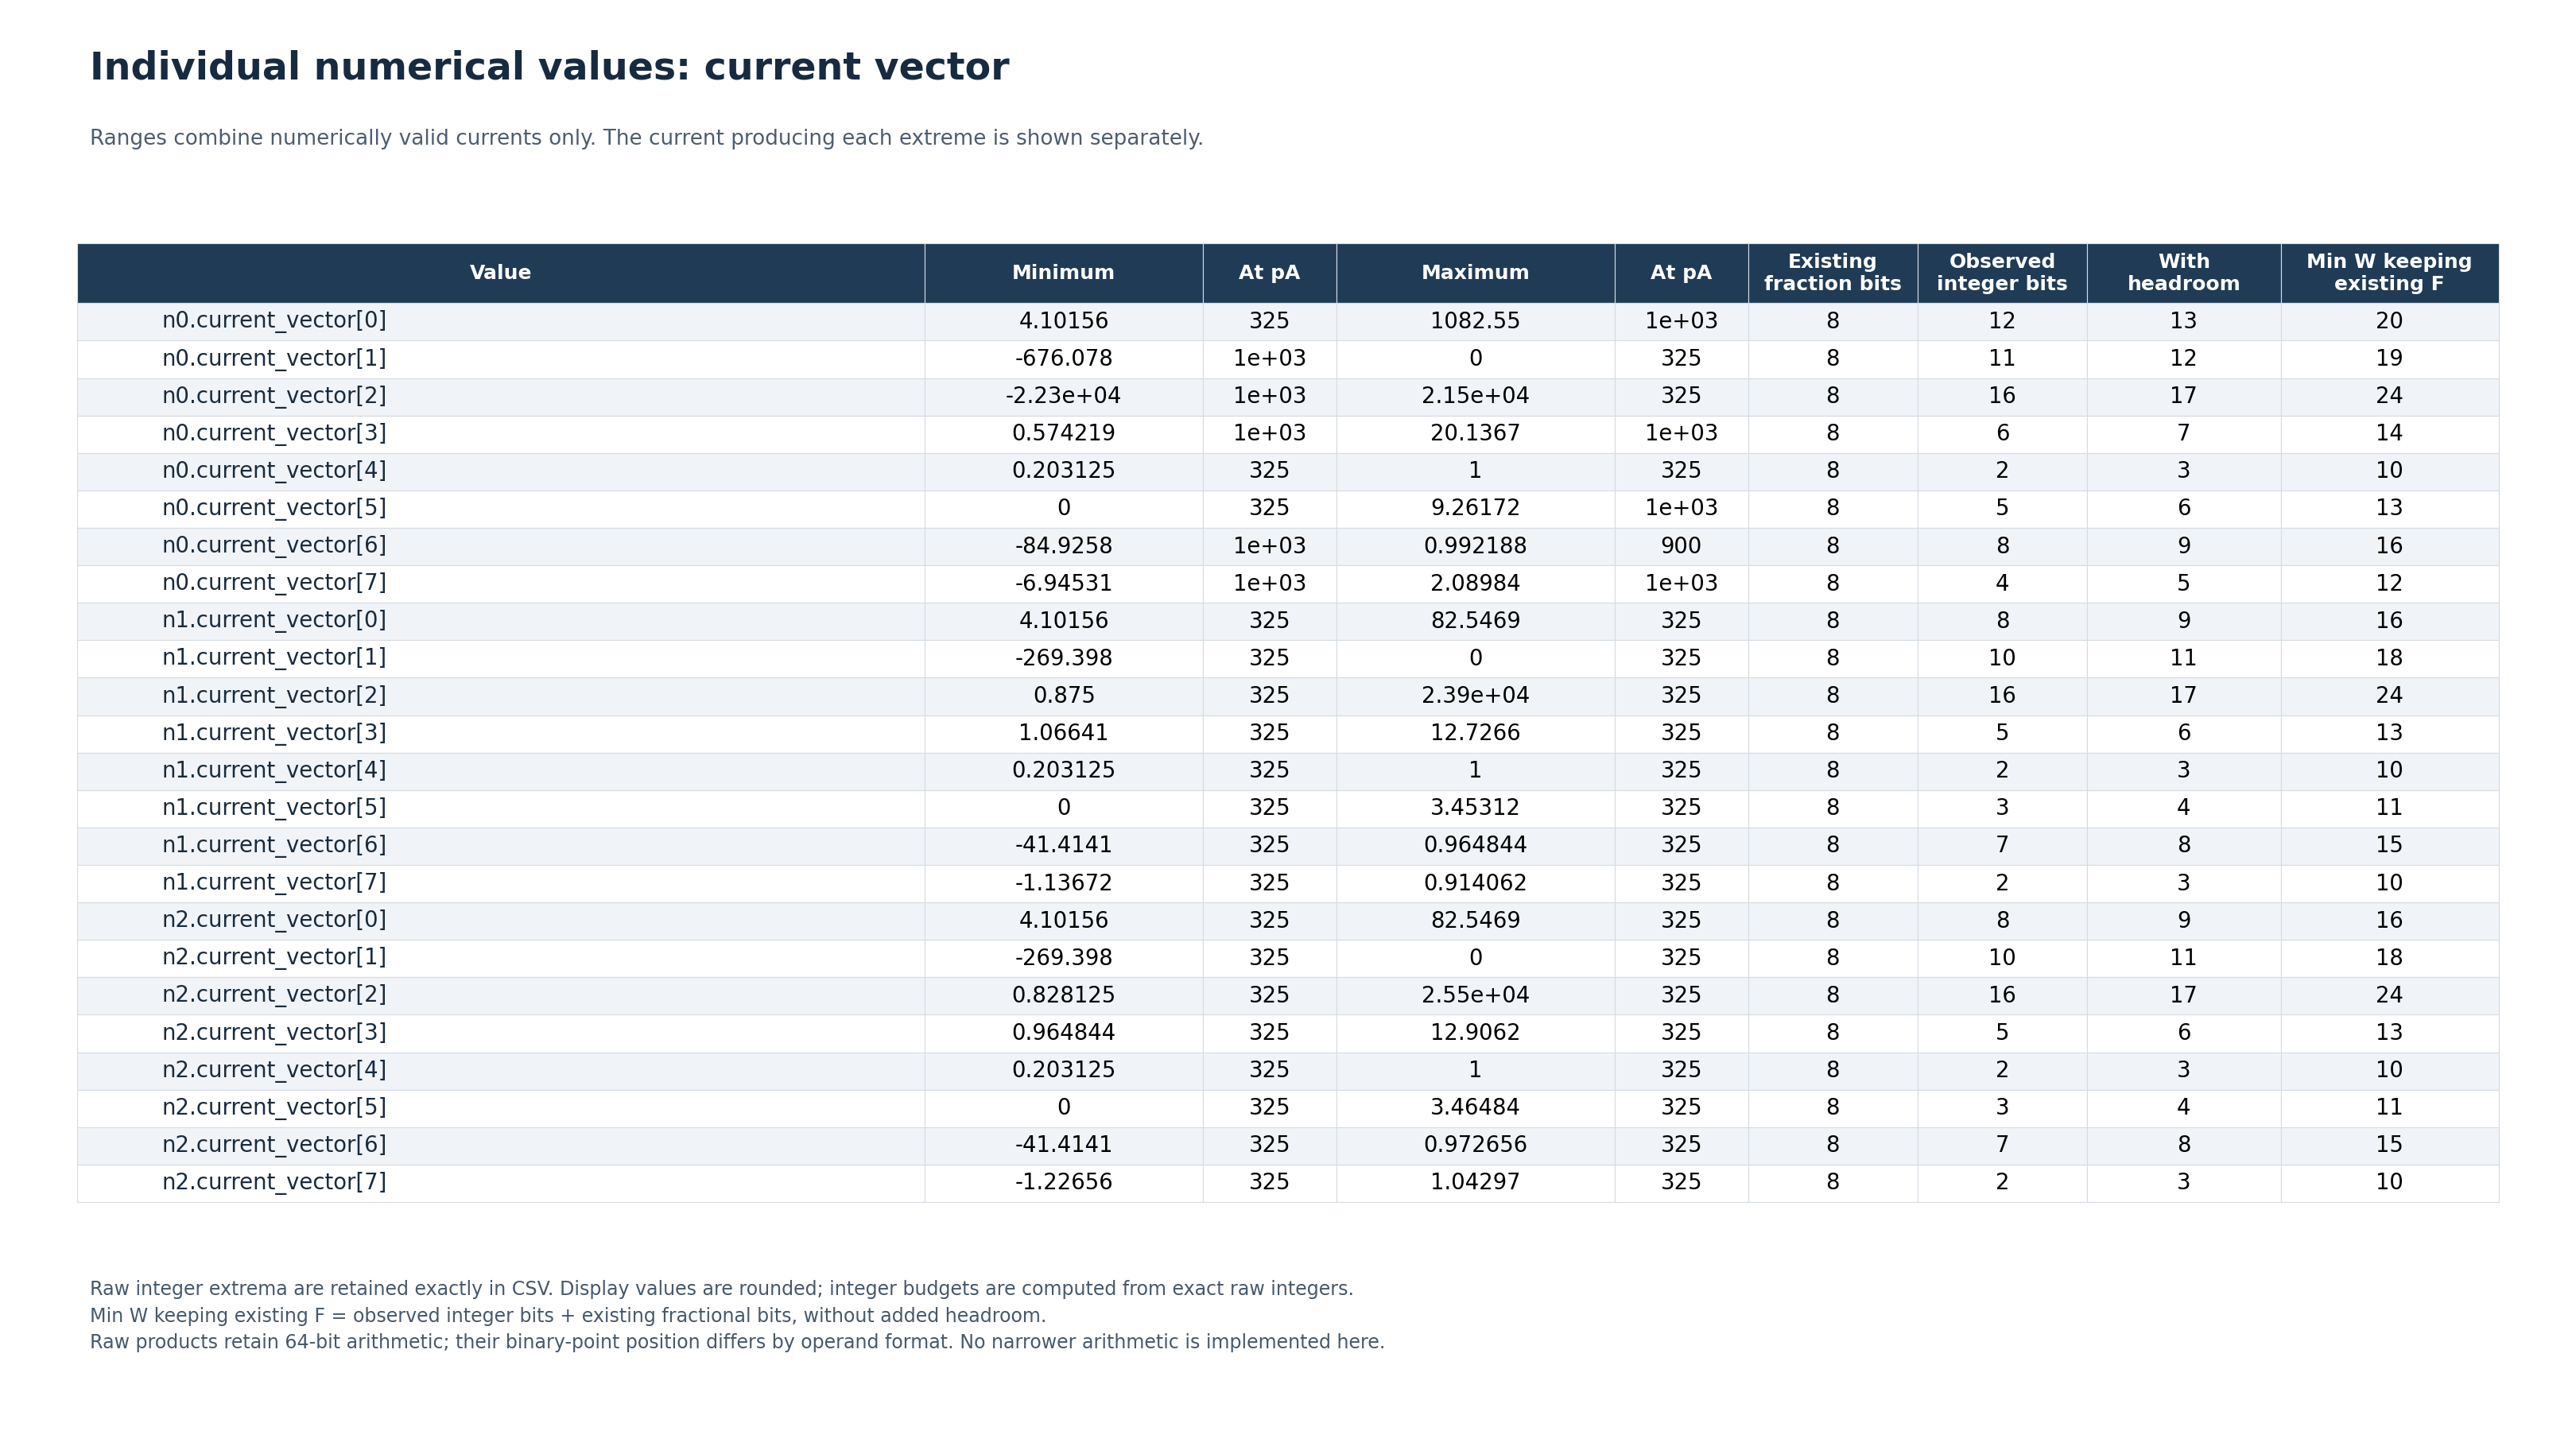 Individual numerical values: current vector
Ranges combine numerically valid currents only. The current producing each extreme is shown separately.
Value Minimum At pA Maximum At pA Existing fraction bits Observed integer bits With headroom Min W keeping existing F
n0.current_vector[0] 4.10156 325 1082.55 1e+03 8 12 13 20
n0.current_vector[1] -676.078 1e+03 0 325 8 11 12 19
n0.current_vector[2] -2.23e+04 1e+03 2.15e+04 325 8 16 17 24
n0.current_vector[3] 0.574219 1e+03 20.1367 1e+03 8 6 7 14
n0.current_vector[4] 0.203125 325 1 325 8 2 3 10
n0.current_vector[5] 0 325 9.26172 1e+03 8 5 6 13
n0.current_vector[6] -84.9258 1e+03 0.992188 900 8 8 9 16
n0.current_vector[7] -6.94531 1e+03 2.08984 1e+03 8 4 5 12
n1.current_vector[0] 4.10156 325 82.5469 325 8 8 9 16
n1.current_vector[1] -269.398 325 0 325 8 10 11 18
n1.current_vector[2] 0.875 325 2.39e+04 325 8 16 17 24
n1.current_vector[3] 1.06641 325 12.7266 325 8 5 6 13
n1.current_vector[4] 0.203125 325 1 325 8 2 3 10
n1.current_vector[5] 0 325 3.45312 325 8 3 4 11
n1.current_vector[6] -41.4141 325 0.964844 325 8 7 8 15
n1.current_vector[7] -1.13672 325 0.914062 325 8 2 3 10
n2.current_vector[0] 4.10156 325 82.5469 325 8 8 9 16
n2.current_vector[1] -269.398 325 0 325 8 10 11 18
n2.current_vector[2] 0.828125 325 2.55e+04 325 8 16 17 24
n2.current_vector[3] 0.964844 325 12.9062 325 8 5 6 13
n2.current_vector[4] 0.203125 325 1 325 8 2 3 10
n2.current_vector[5] 0 325 3.46484 325 8 3 4 11
n2.current_vector[6] -41.4141 325 0.972656 325 8 7 8 15
n2.current_vector[7] -1.22656 325 1.04297 325 8 2 3 10
Raw integer extrema are retained exactly in CSV. Display values are rounded; integer budgets are computed from exact raw integers.
Min W keeping existing F = observed integer bits + existing fractional bits, without added headroom.
Raw products retain 64-bit arithmetic; their binary-point position differs by operand format. No narrower arithmetic is implemented here.